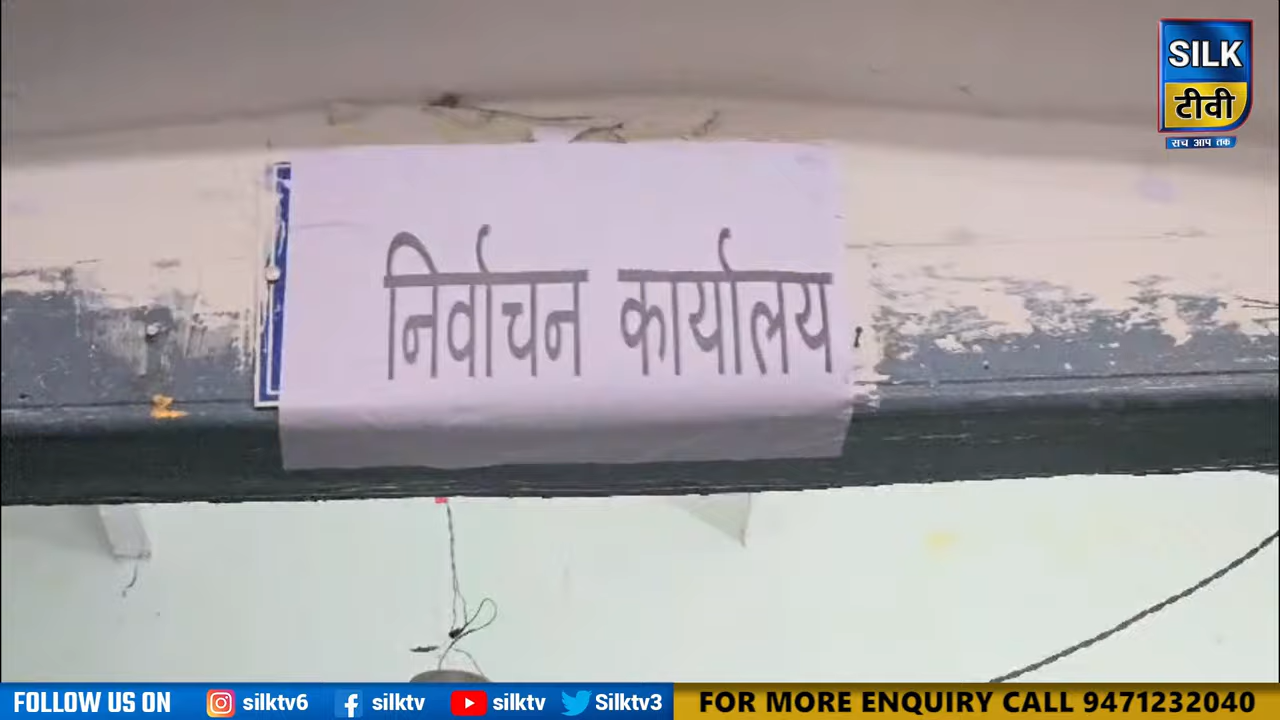 SILK
टीवी
सच आप तक
निर्वाचन कार्यालय
FOLLOW US ON silktv6 silktv silktv Silktv3 FOR MORE ENQUIRY CALL 9471232040